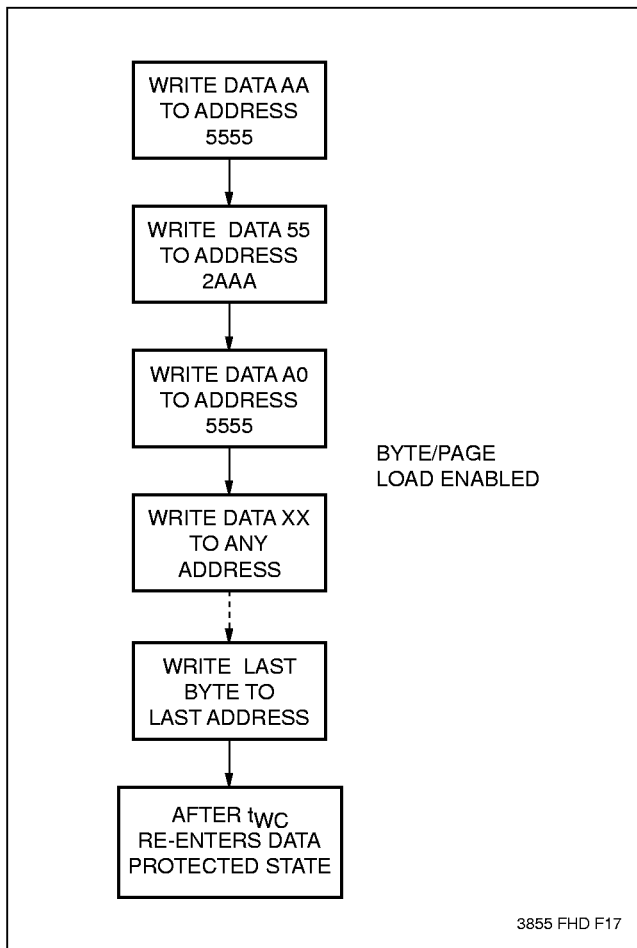 WRITE DATA AA
TO ADDRESS
5555
WRITE DATA 55
TO ADDRESS
2AAA
WRITE DATA A0
TO ADDRESS
5555
BYTE/PAGE
LOAD ENABLED
WRITE DATA XX
TO ANY
ADDRESS
WRITE LAST
BYTE TO
LAST ADDRESS
AFTER tWC
RE-ENTERS DATA
PROTECTED STATE
3855 FHD F17